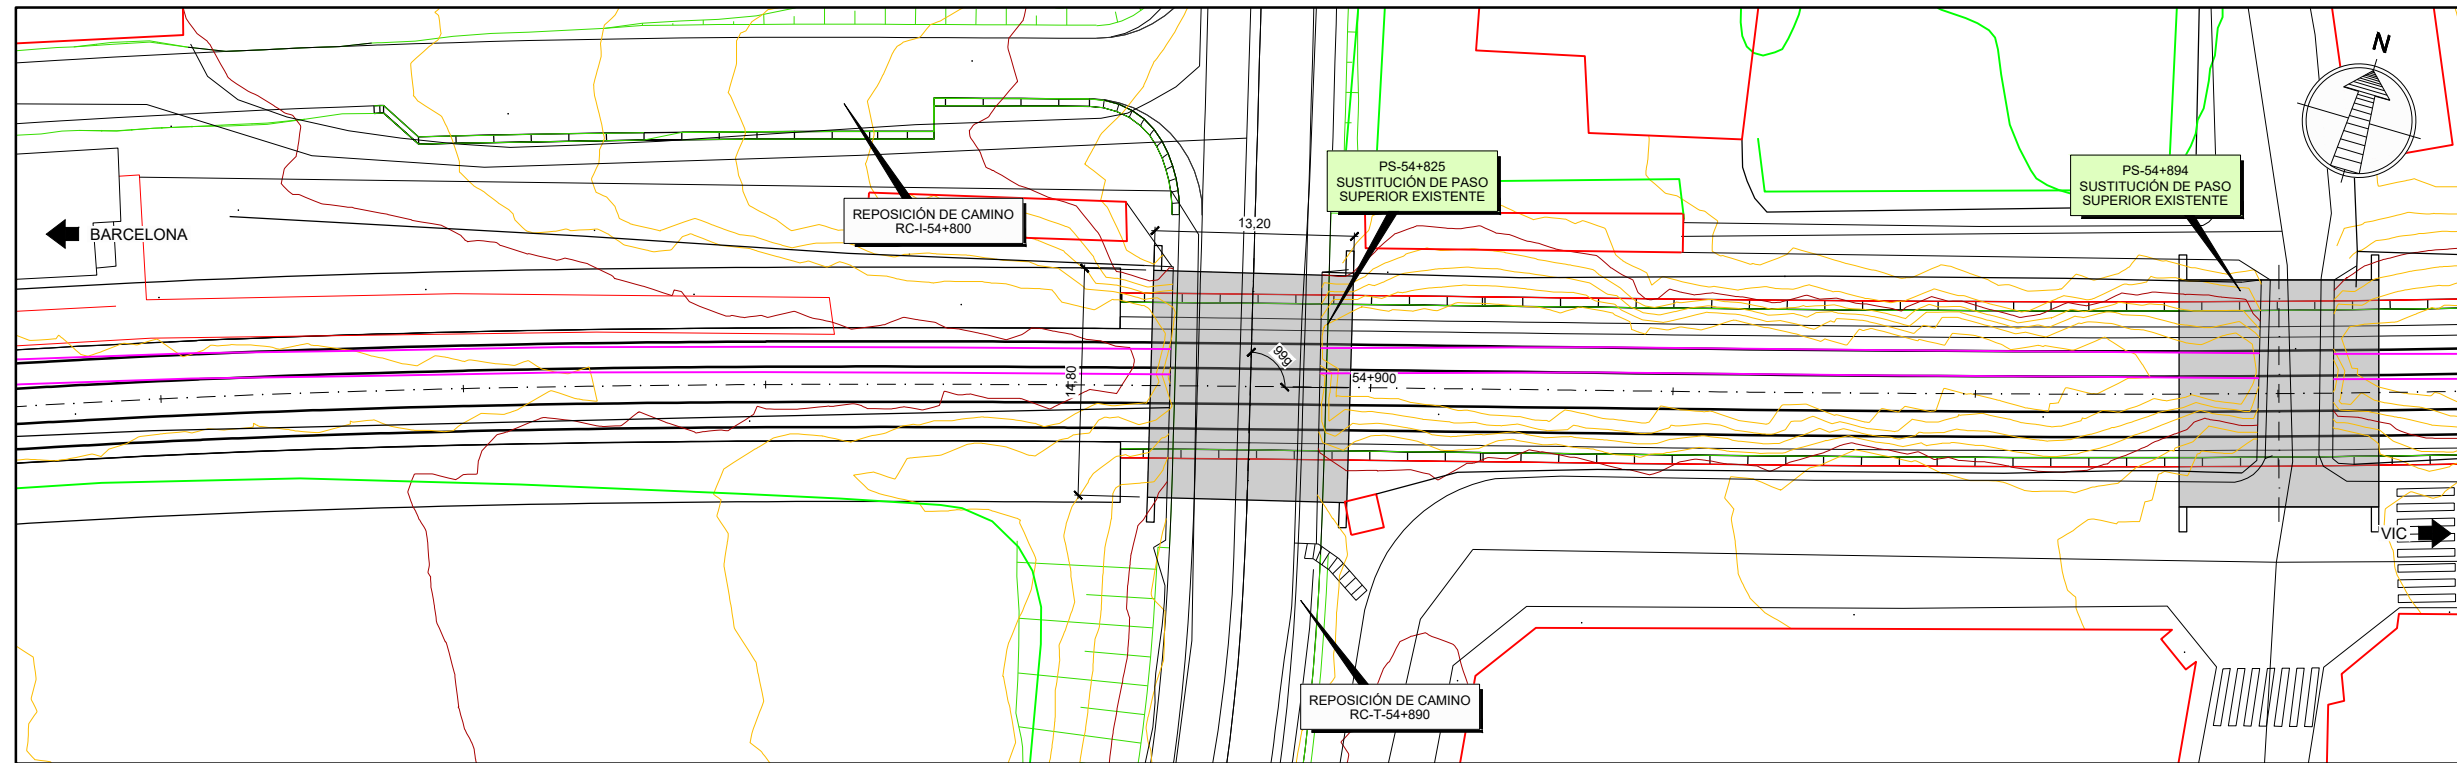 N
PS-54+825
SUSTITUCIÓN DE PASO
SUPERIOR EXISTENTE
PS-54+894
SUSTITUCIÓN DE PASO
SUPERIOR EXISTENTE
REPOSICIÓN DE CAMINO
RC-I-54+800
13,20
BARCELONA
99g
14,80
54+900
VIC
REPOSICIÓN DE CAMINO
RC-T-54+890